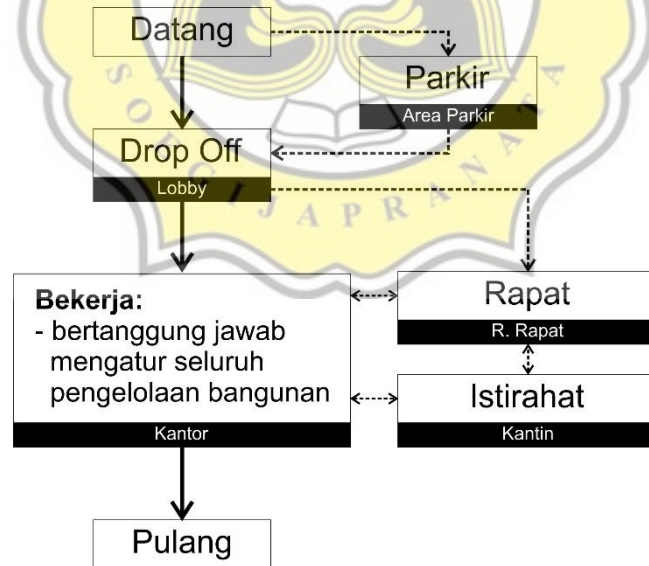 Datang
Parkir
Area Parkir
Drop Off
Lobby
SOEGIJAPRANATA
Bekerja:
- bertanggung jawab
mengatur seluruh
pengelolaan bangunan
Kantor
Rapat
R. Rapat
Istirahat
Kantin
Pulang